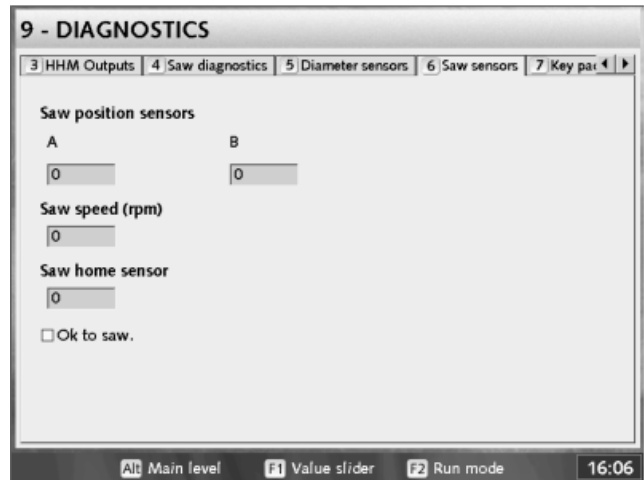 9 - DIAGNOSTICS
3 HHM Outputs 4 Saw diagnostics 5 Diameter sensors 6 Saw sensors 7 Key pa
Saw position sensors
A B
0 0
Saw speed (rpm)
0
Saw home sensor
0
Ok to saw.
Alt Main level F1 Value slider F2 Run mode 16:06